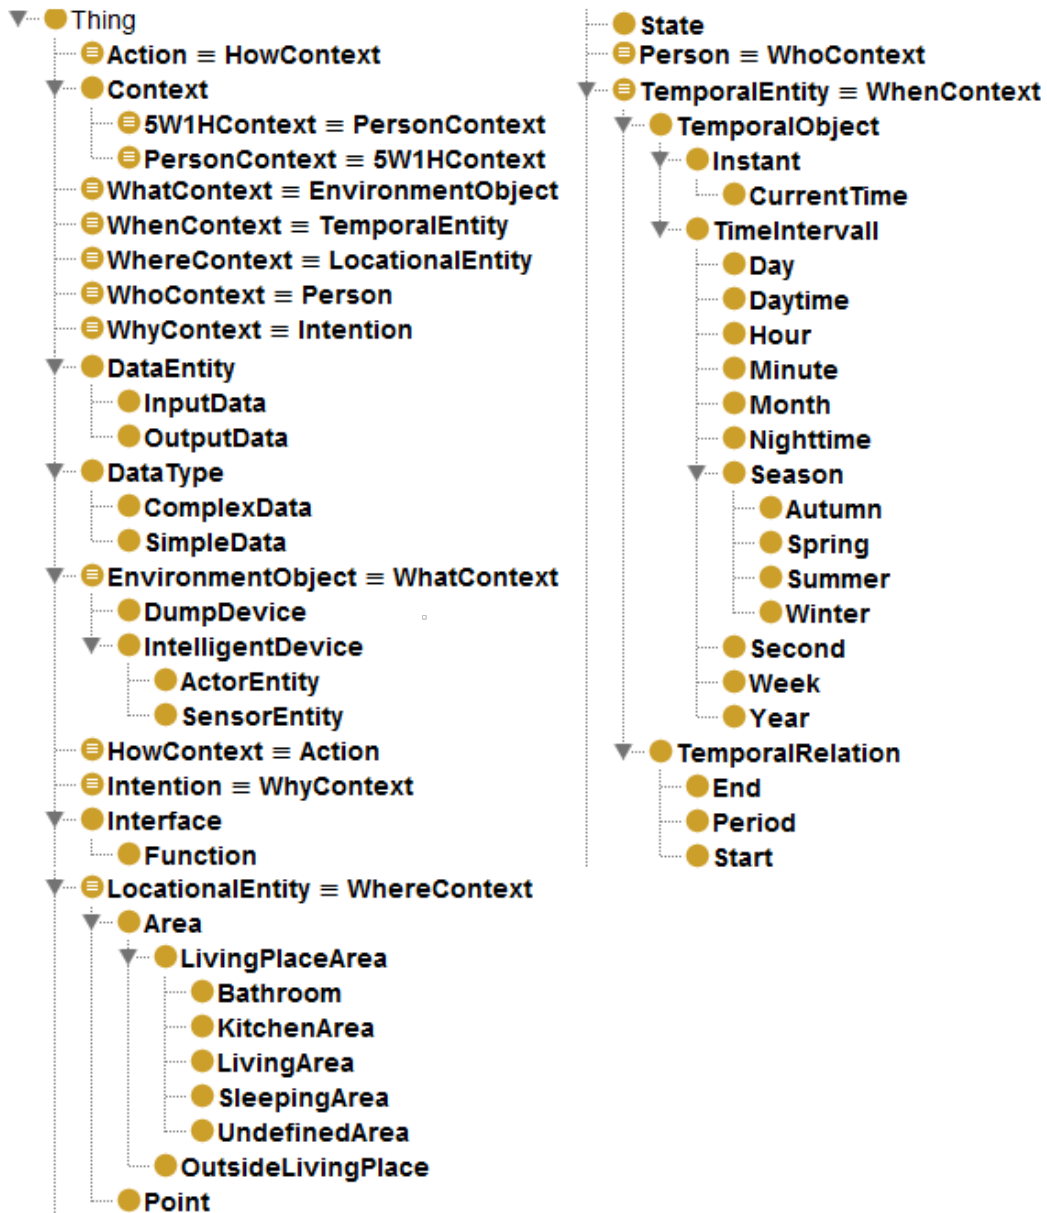 Thing
Action ≡ HowContext
Context
5W1HContext ≡ PersonContext
PersonContext ≡ 5W1HContext
WhatContext ≡ EnvironmentObject
WhenContext ≡ TemporalEntity
WhereContext ≡ LocationalEntity
WhoContext ≡ Person
WhyContext ≡ Intention
DataEntity
InputData
OutputData
DataType
ComplexData
SimpleData
EnvironmentObject ≡ WhatContext
DumpDevice
IntelligentDevice
ActorEntity
SensorEntity
HowContext ≡ Action
Intention ≡ WhyContext
Interface
Function
LocationalEntity ≡ WhereContext
Area
LivingPlaceArea
Bathroom
KitchenArea
LivingArea
SleepingArea
UndefinedArea
OutsideLivingPlace
Point
State
Person ≡ WhoContext
TemporalEntity ≡ WhenContext
TemporalObject
Instant
CurrentTime
TimeIntervall
Day
Daytime
Hour
Minute
Month
Nighttime
Season
Autumn
Spring
Summer
Winter
Second
Week
Year
TemporalRelation
End
Period
Start